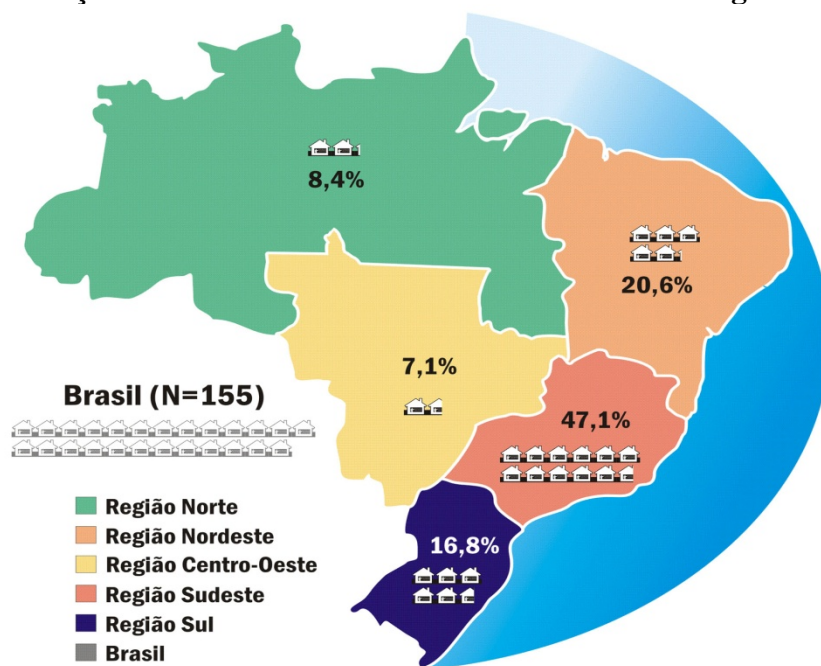 8,4%
20,6%
7,1%
Brasil (N=155)
47,1%
16,8%
Região Norte
Região Nordeste
Região Centro-Oeste
Região Sudeste
Região Sul
Brasil